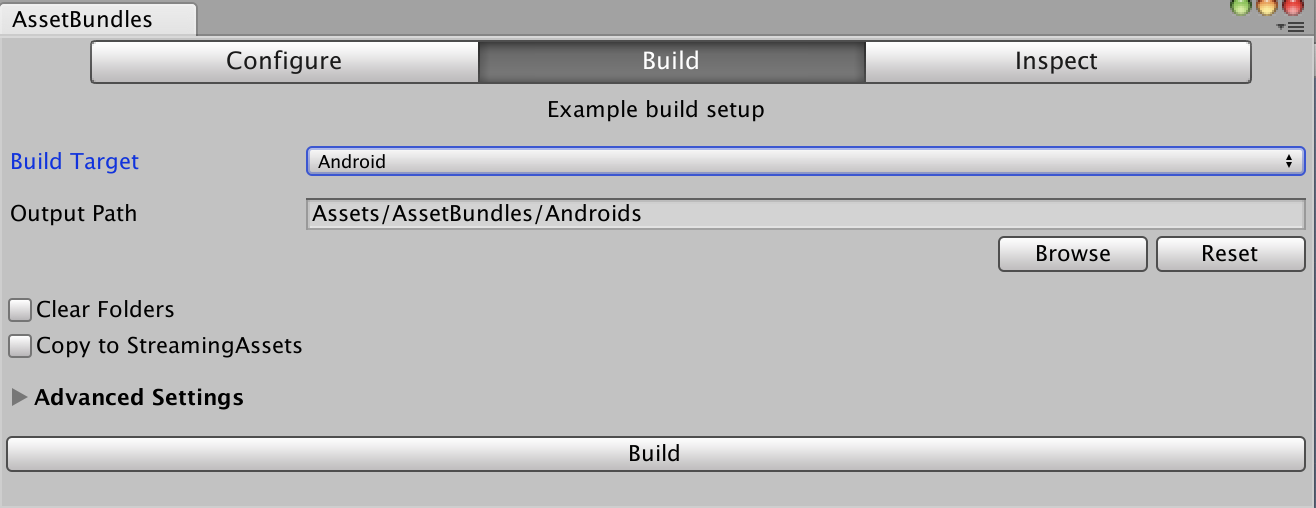 AssetBundles
Configure Build Inspect
Example build setup
Build Target Android
Output Path Assets/AssetBundles/Androids
Browse Reset
Clear Folders
Copy to StreamingAssets
Advanced Settings
Build